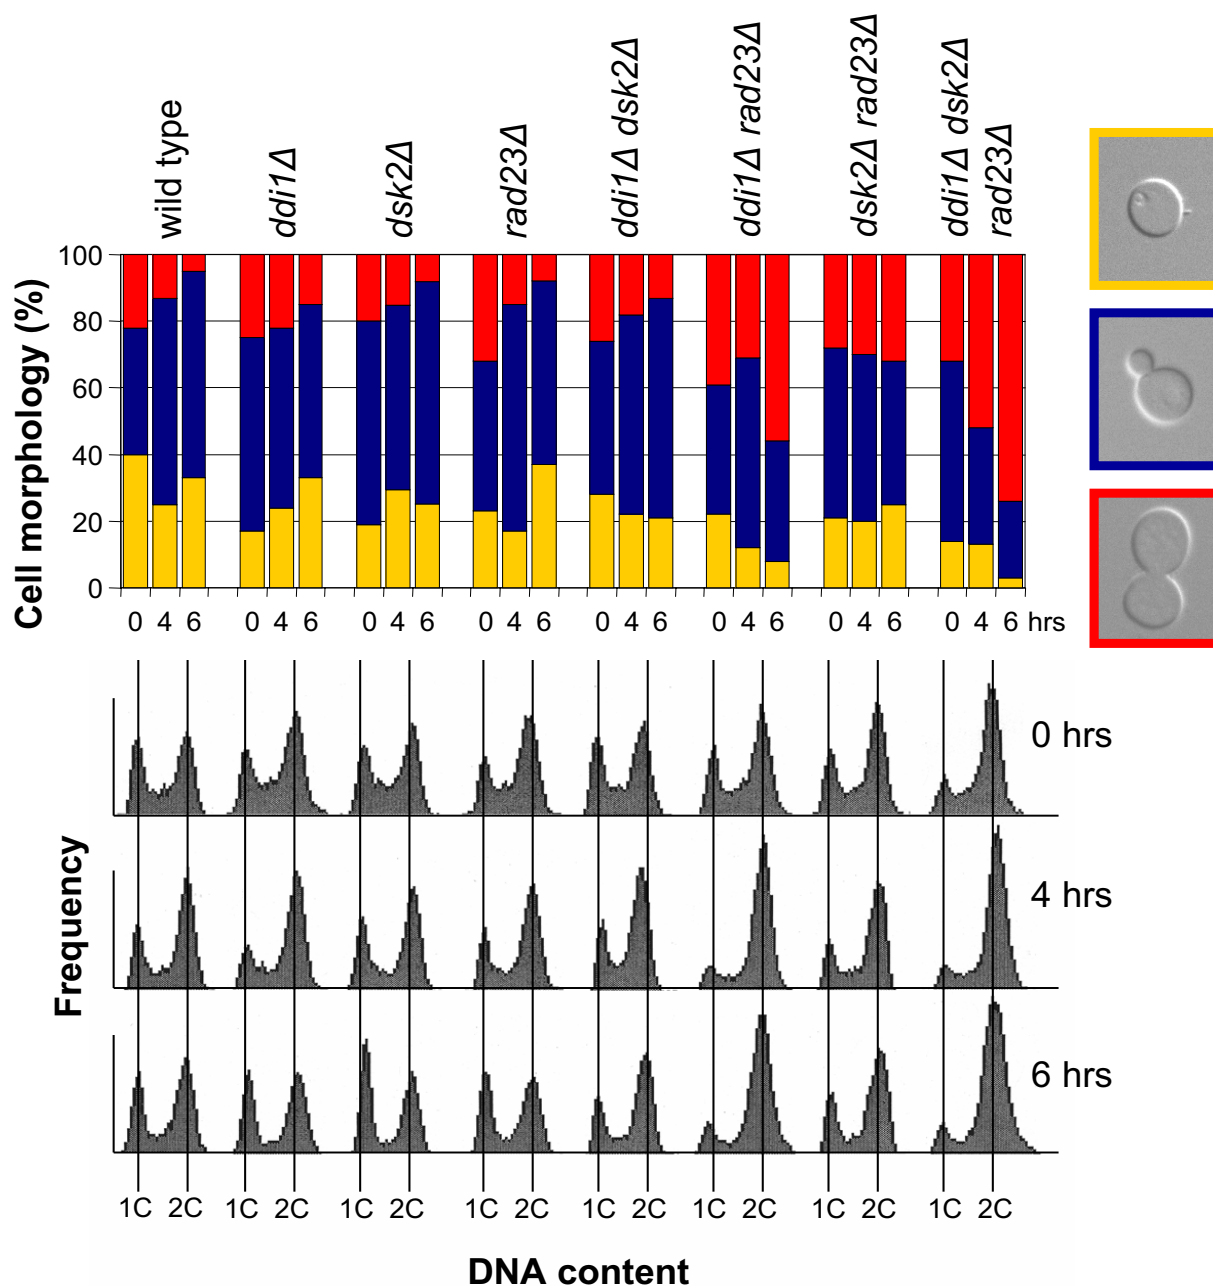 wild type
ddi1Δ
dsk2Δ
rad23Δ
ddi1Δ dsk2Δ
ddi1Δ rad23Δ
dsk2Δ rad23Δ
ddi1Δ dsk2Δ
rad23Δ
Cell morphology (%)
100
80
60
40
20
0
0 4 6 0 4 6 0 4 6 0 4 6 0 4 6 0 4 6 0 4 6 0 4 6 hrs
0 hrs
4 hrs
6 hrs
Frequency
1C 2C 1C 2C 1C 2C 1C 2C 1C 2C 1C 2C 1C 2C 1C 2C
DNA content